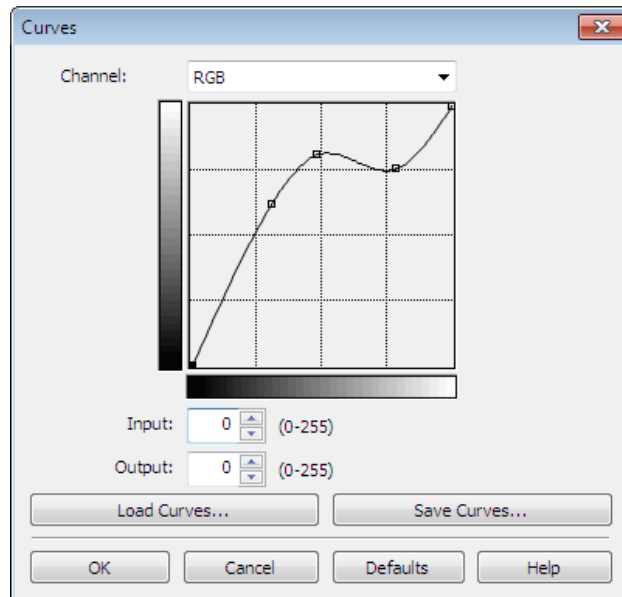 Curves
Channel: RGB
Input: 0 (0-255)
Output: 0 (0-255)
Load Curves... Save Curves...
OK Cancel Defaults Help